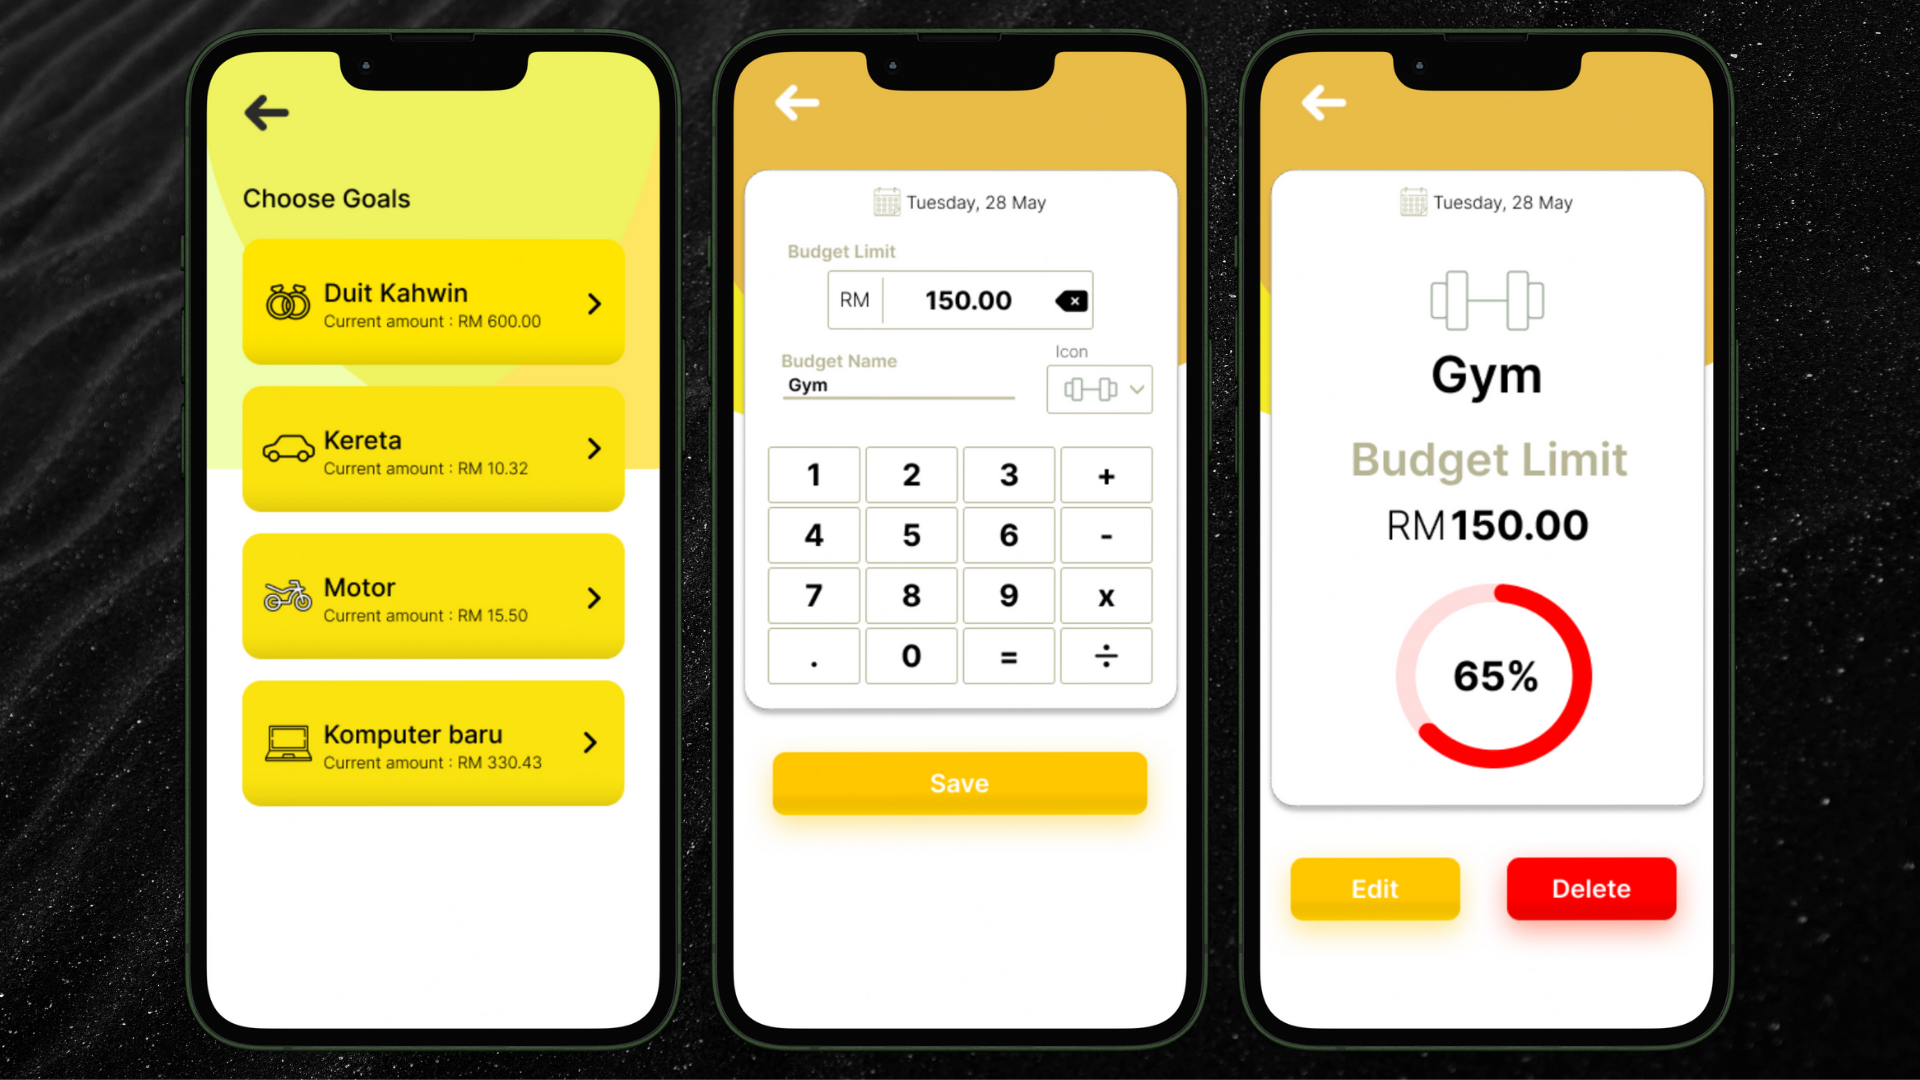 Choose Goals
Duit Kahwin
Current amount : RM 600.00
Kereta
Current amount : RM 10.32
Motor
Current amount : RM 15.50
Komputer baru
Current amount : RM 330.43
Tuesday, 28 May
Budget Limit
RM 150.00
Budget Name
Icon
Gym
1 2 3 +
4 5 6 -
7 8 9 x
. 0 = ÷
Save
Tuesday, 28 May
Gym
Budget Limit
RM150.00
65%
Edit Delete